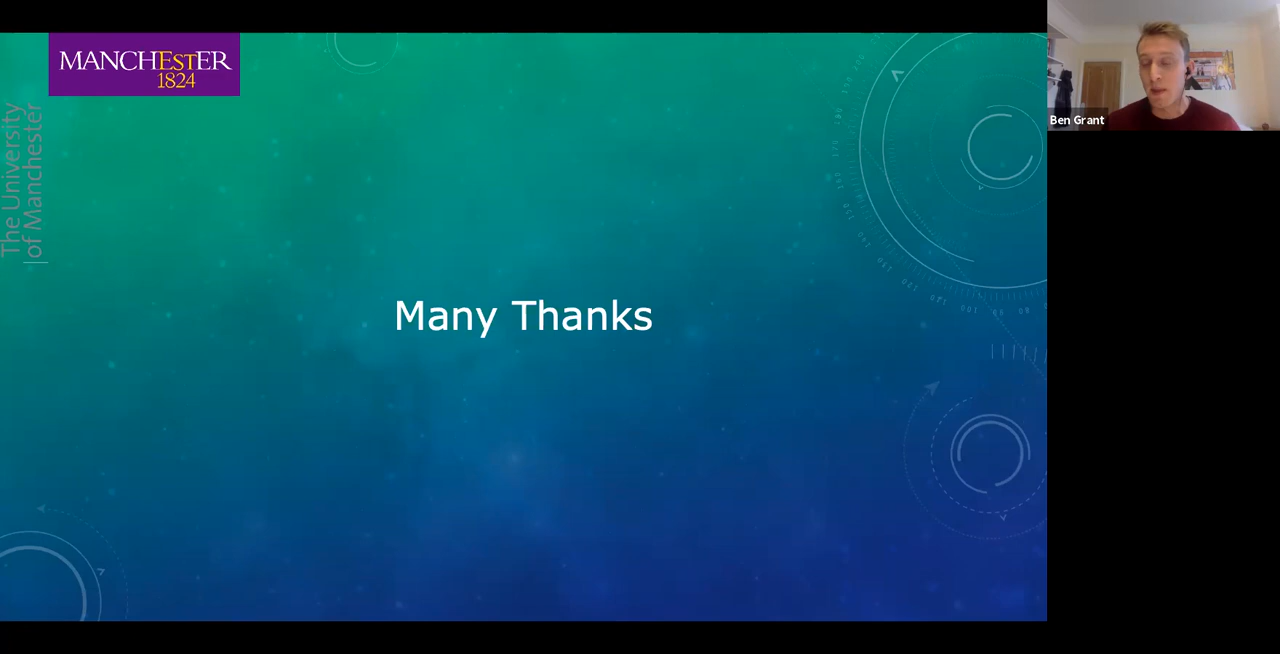 MANCHEstER
1824
The University
of Manchester
Many Thanks
Ben Grant